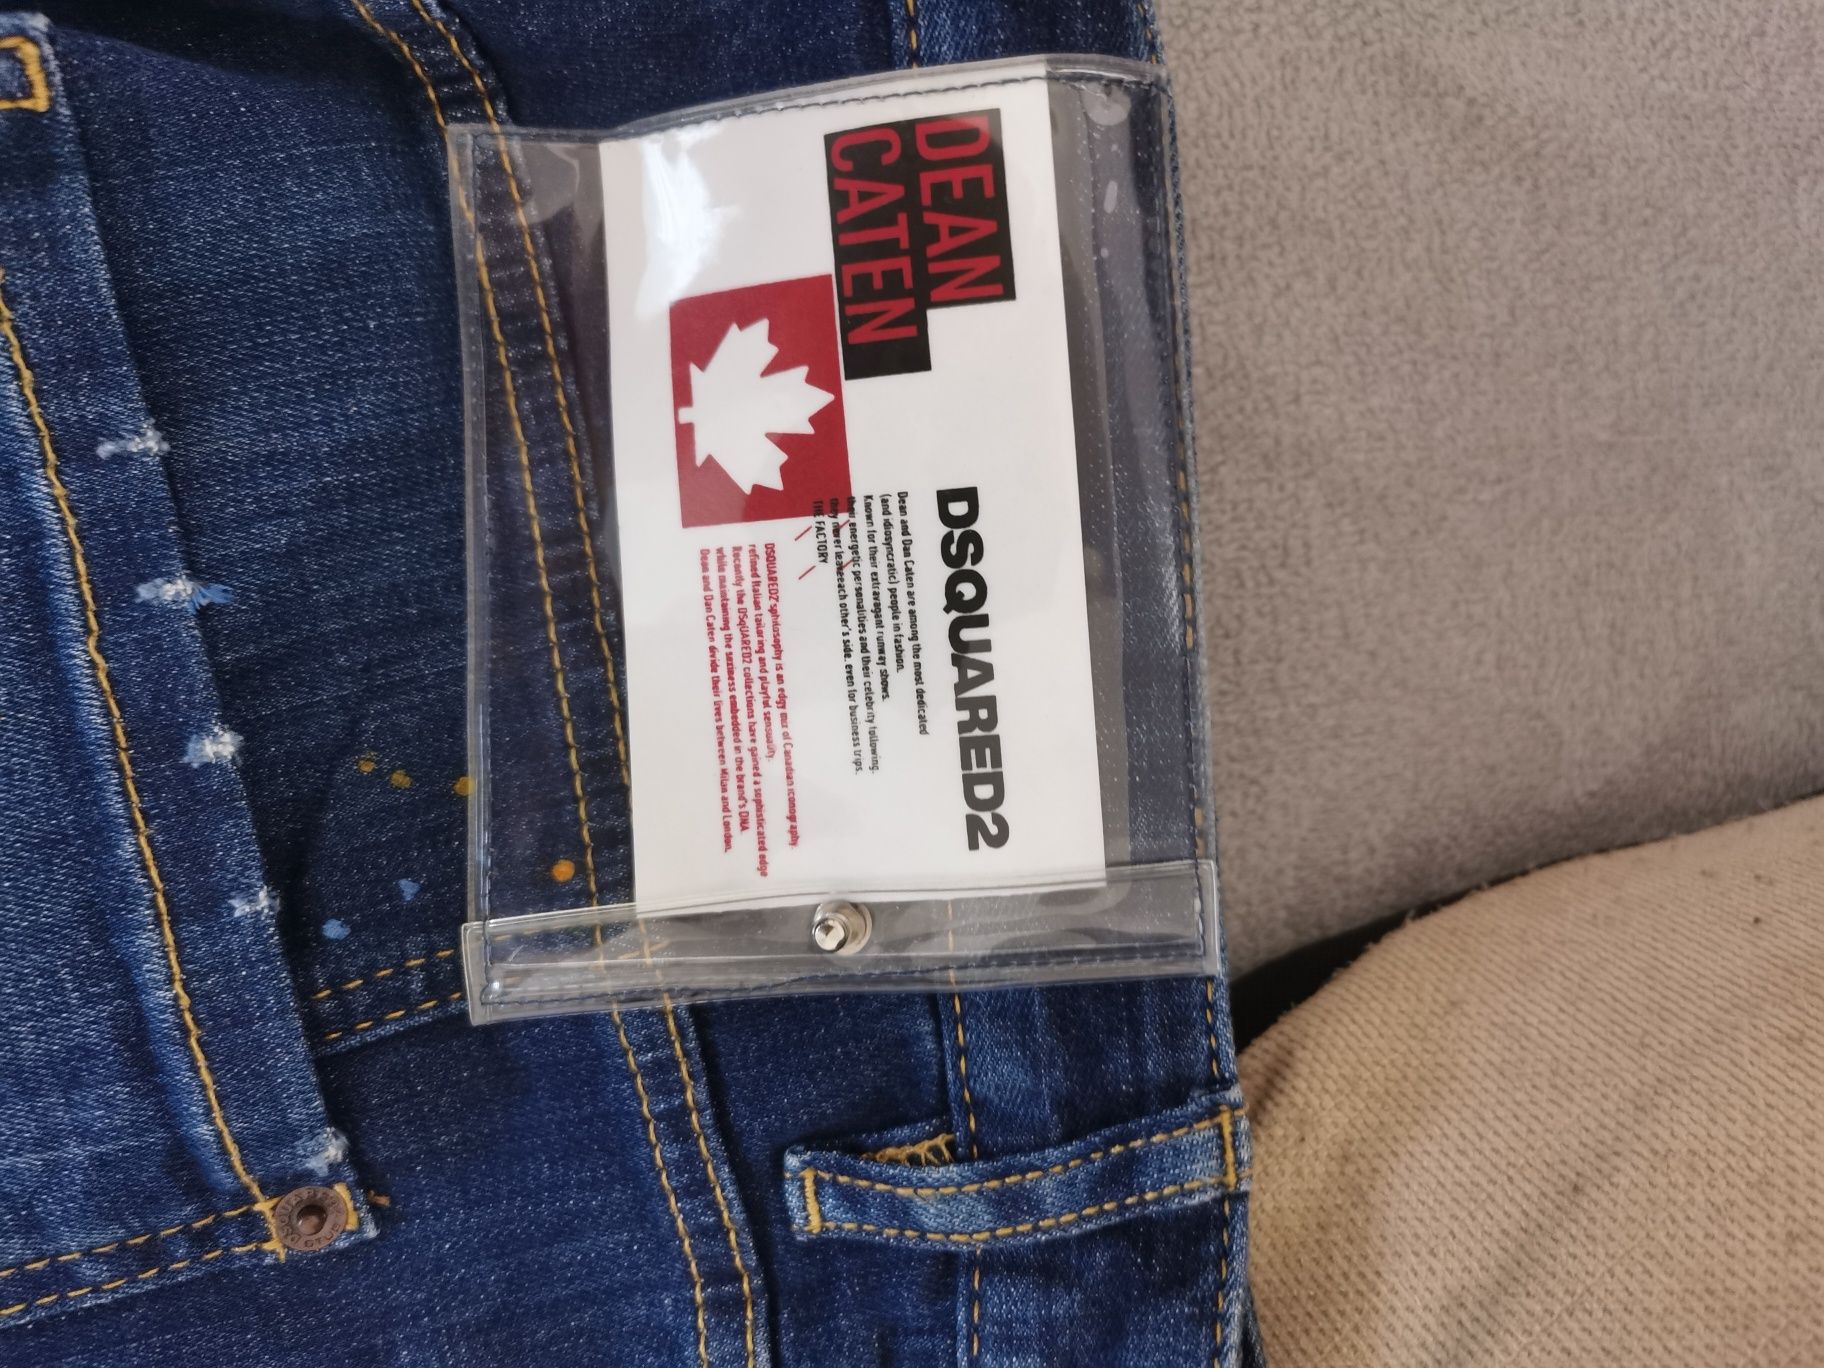 DEAN
CATEN
DSQUARED2
Dean and Dan Caten are among the most dedicated
(and idiosyncratic) people in fashion.
Known for their extravagant runway shows,
their energetic personalities and their celebrity following.
they never leave each other's side, even for business trips.
THE FACTORY
DSQUARED2'sphilosophy is an edgy mix of Canadian iconography.
refined Italian tailoring and playful sensuality.
Recently the DSqUARED2 collections have gained a sophisticated edge
while maintaining the sexiness embedded in the brand's DNA
Dean and Dan Caten divide their lives between Milan and London.